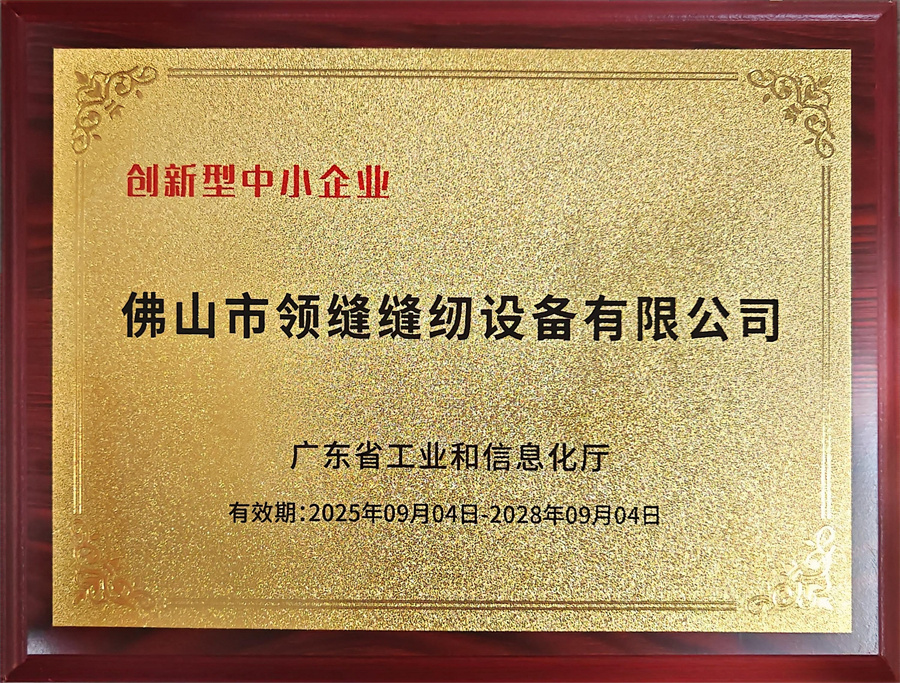 创新型中小企业
佛山市领缝缝纫设备有限公司
广东省工业和信息化厅
有效期:2025年09月04日-2028年09月04日